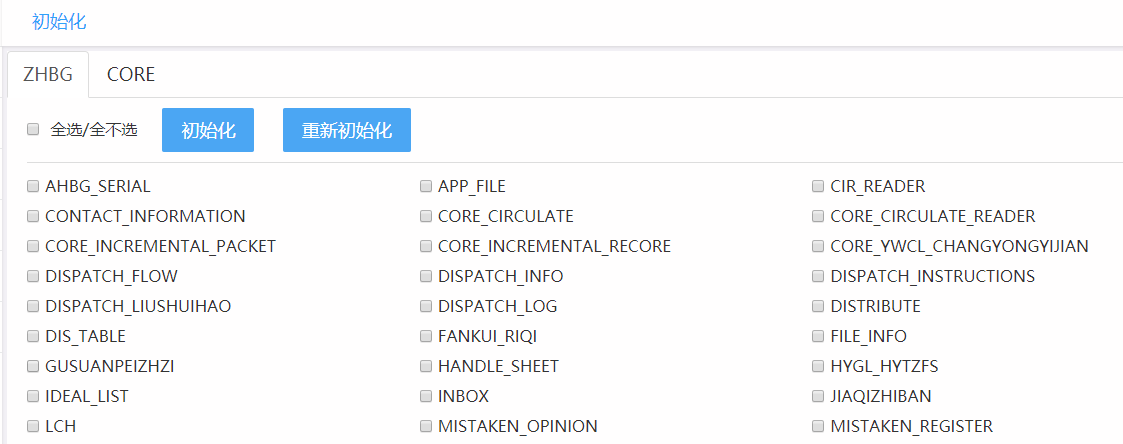 初始化
ZHBG CORE
全选/全不选 初始化 重新初始化
AHBG_SERIAL APP_FILE CIR_READER
CONTACT_INFORMATION CORE_CIRCULATE CORE_CIRCULATE_READER
CORE_INCREMENTAL_PACKET CORE_INCREMENTAL_RECORE CORE_YWCL_CHANGYONGYIJIAN
DISPATCH_FLOW DISPATCH_INFO DISPATCH_INSTRUCTIONS
DISPATCH_LIUSHUIHAO DISPATCH_LOG DISTRIBUTE
DIS_TABLE FANKUI_RIQI FILE_INFO
GUSUANPEIZHZI HANDLE_SHEET HYGL_HYTZFS
IDEAL_LIST INBOX JIAQIZHIBAN
LCH MISTAKEN_OPINION MISTAKEN_REGISTER